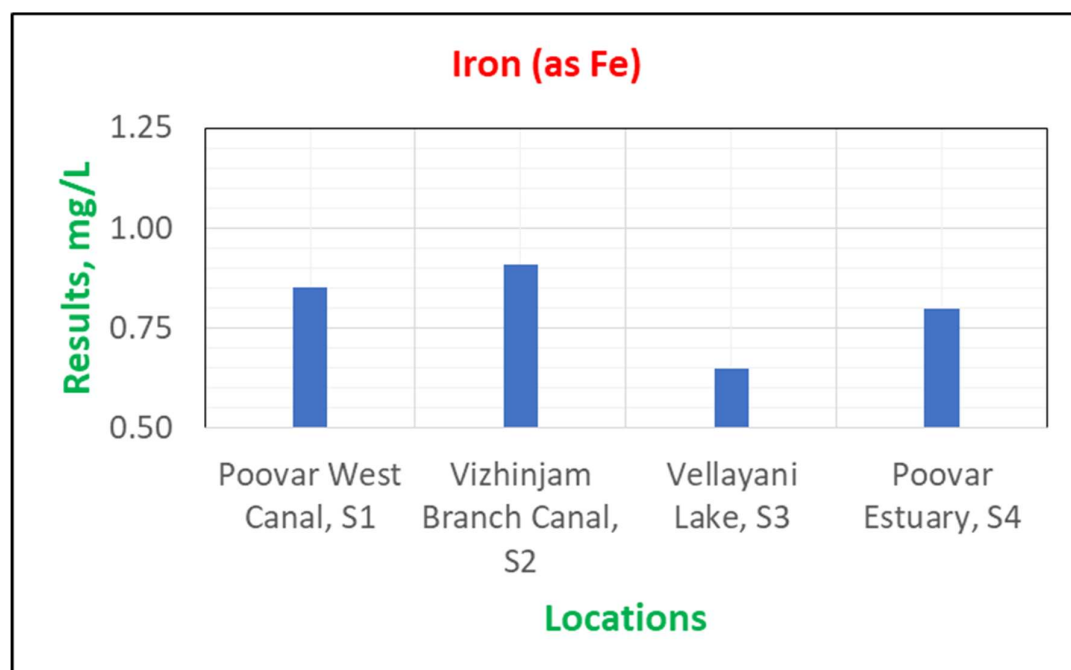 Iron (as Fe)
Results, mg/L
1.25
1.00
0.75
0.50
Poovar West
Canal, S1
Vizhinjam
Branch Canal,
S2
Vellayani
Lake, S3
Poovar
Estuary, S4
Locations